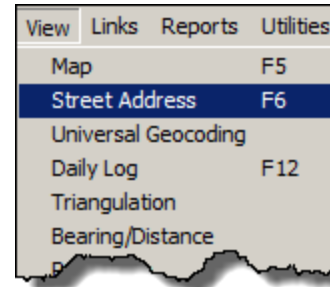 View Links Reports Utilities
Map F5
Street Address F6
Universal Geocoding
Daily Log F12
Triangulation
Bearing/Distance